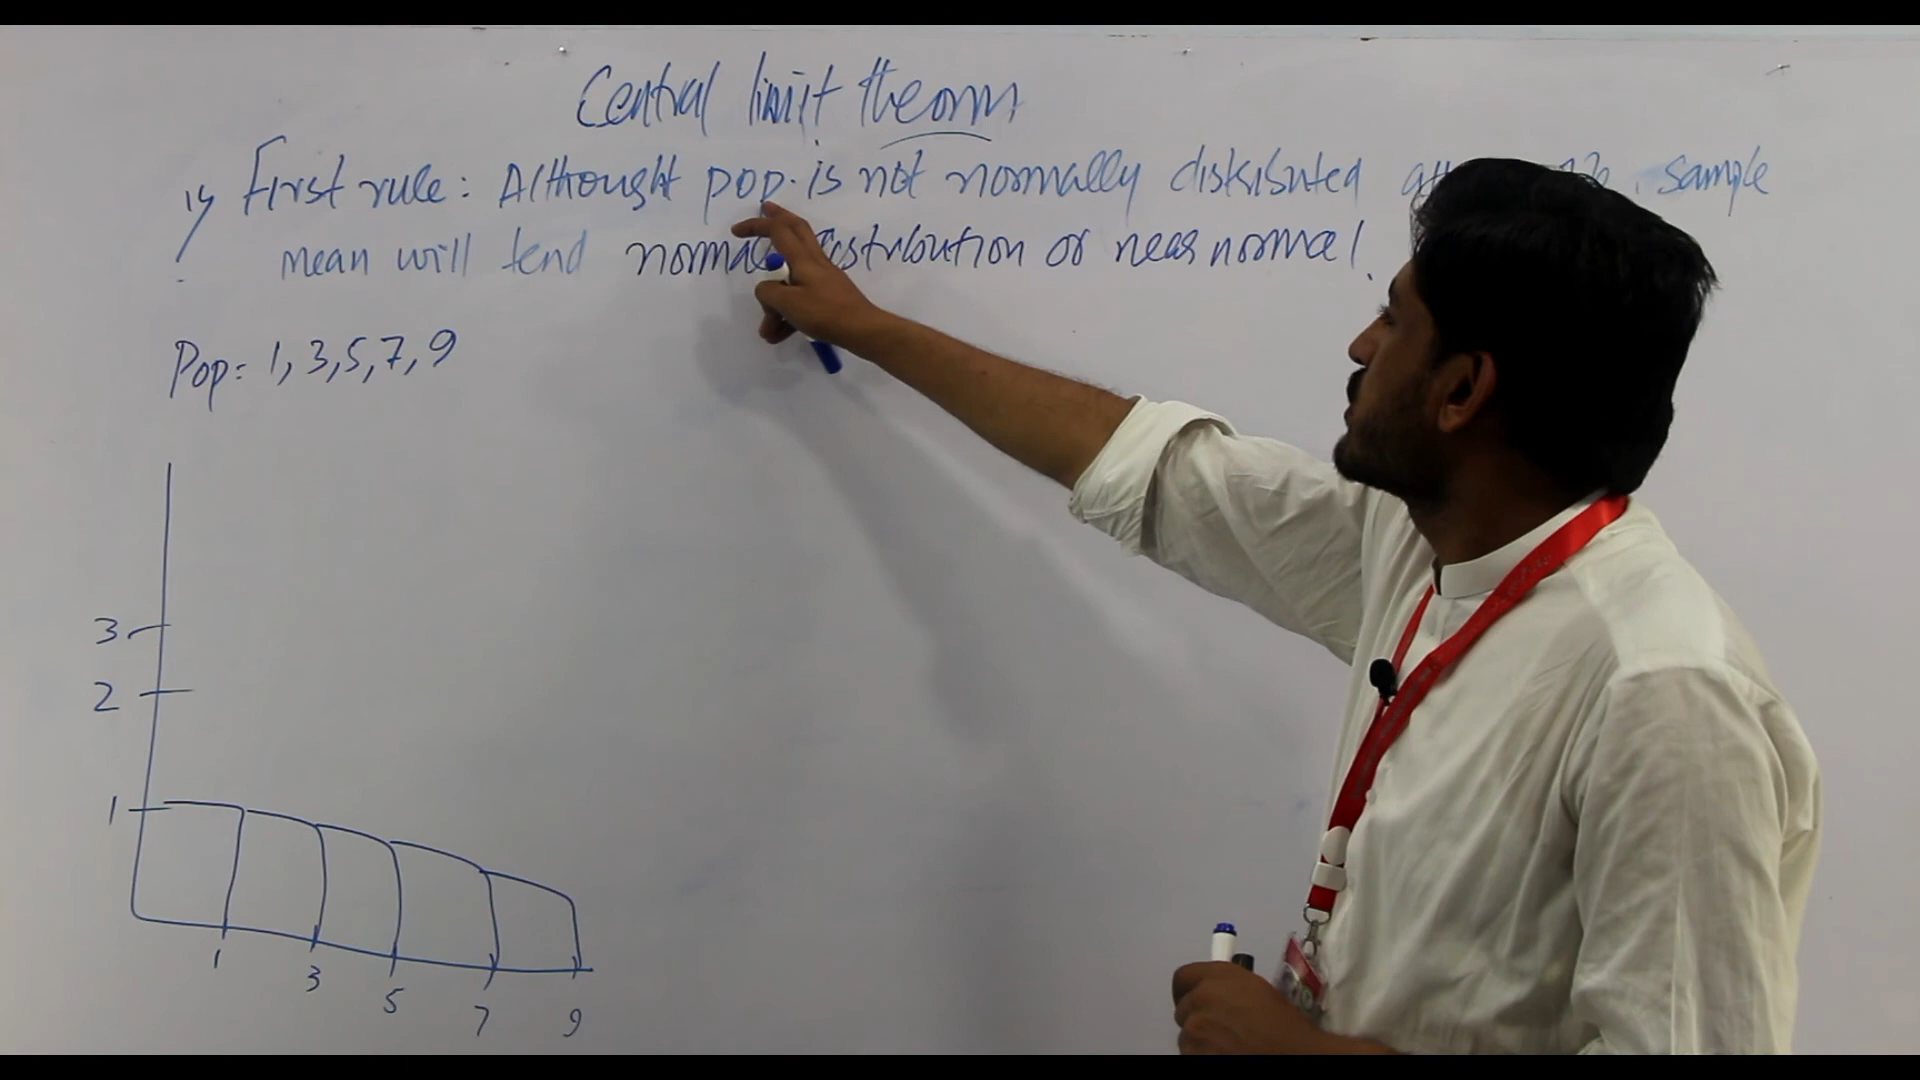 Central limit theorm
1) First rule: Althought pop. is not normally distributed sample
mean will tend normal distribution or near normal.
Pop = 1, 3, 5, 7, 9
3
2
1
1 3 5 7 9